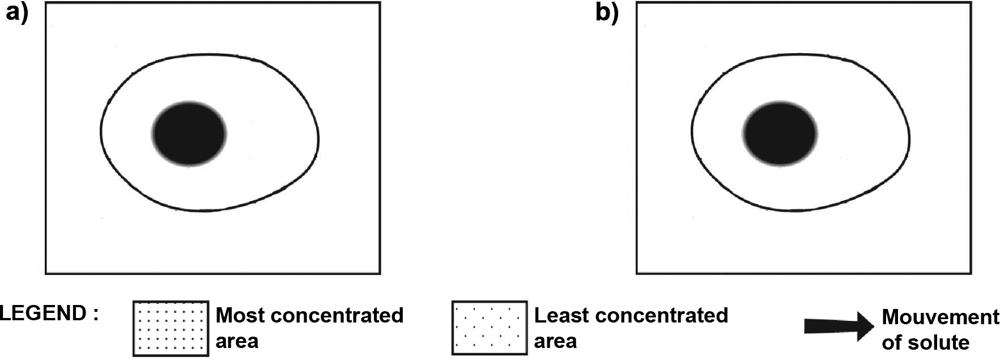 a)
b)
LEGEND :
Most concentrated
area
Least concentrated
area
Mouvement
of solute